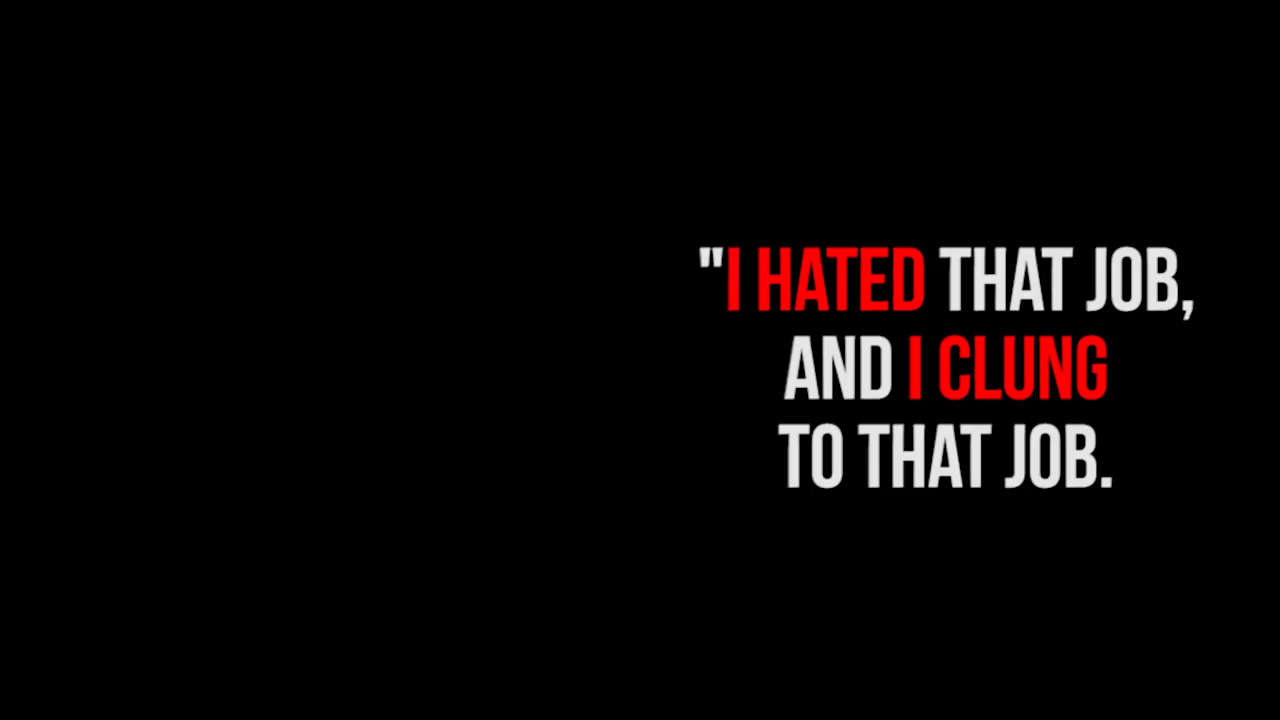 "I HATED THAT JOB,
AND I CLUNG
TO THAT JOB.